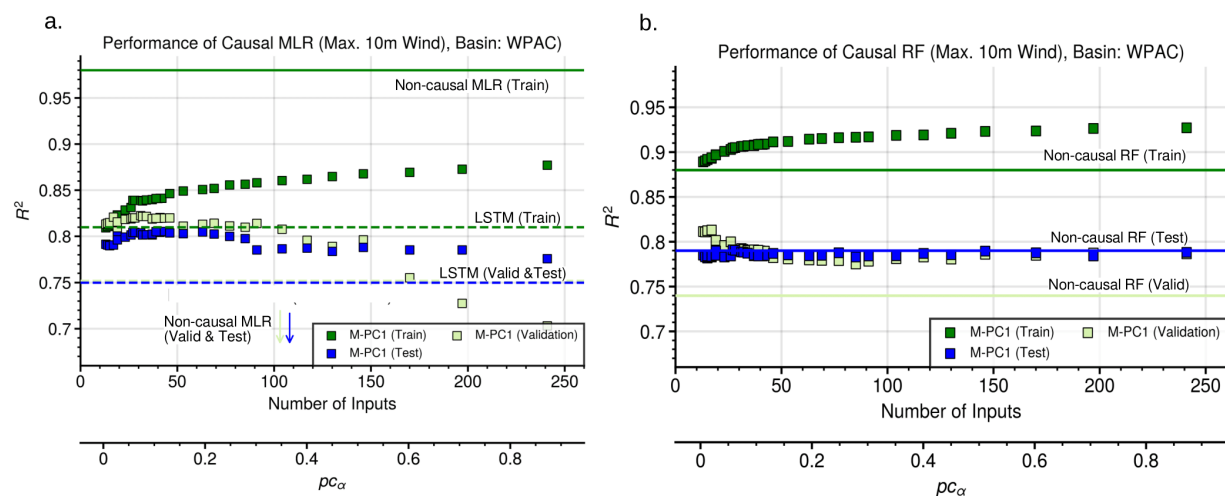 a.
Performance of Causal MLR (Max. 10m Wind), Basin: WPAC)
R²
0.95
0.9
0.85
0.8
0.75
0.7
Non-causal MLR (Train)
LSTM (Train)
LSTM (Valid &Test)
Non-causal MLR
(Valid & Test)
M-PC1 (Train)
M-PC1 (Validation)
M-PC1 (Test)
0 50 100 150 200 250
Number of Inputs
0 0.2 0.4 0.6 0.8
pcα
b.
Performance of Causal RF (Max. 10m Wind), Basin: WPAC)
R²
0.95
0.9
0.85
0.8
0.75
0.7
Non-causal RF (Train)
Non-causal RF (Test)
Non-causal RF (Valid)
M-PC1 (Train)
M-PC1 (Validation)
M-PC1 (Test)
0 50 100 150 200 250
Number of Inputs
0 0.2 0.4 0.6 0.8
pcα